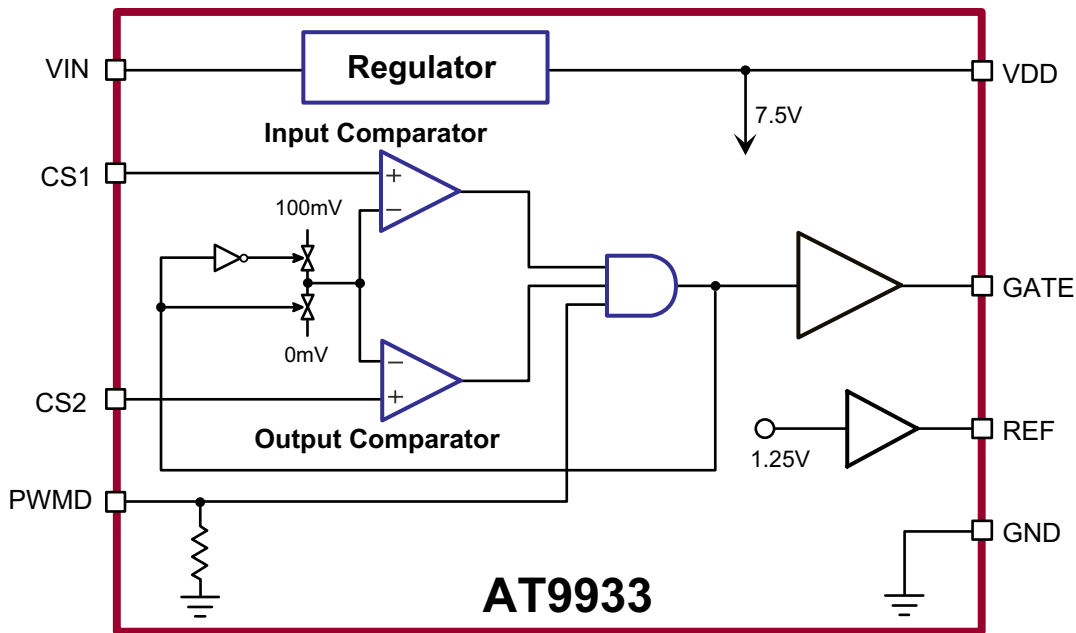 VIN
Regulator
VDD
7.5V
Input Comparator
CS1
+
−
100mV
GATE
0mV
−
+
CS2
Output Comparator
1.25V
REF
PWMD
GND
AT9933